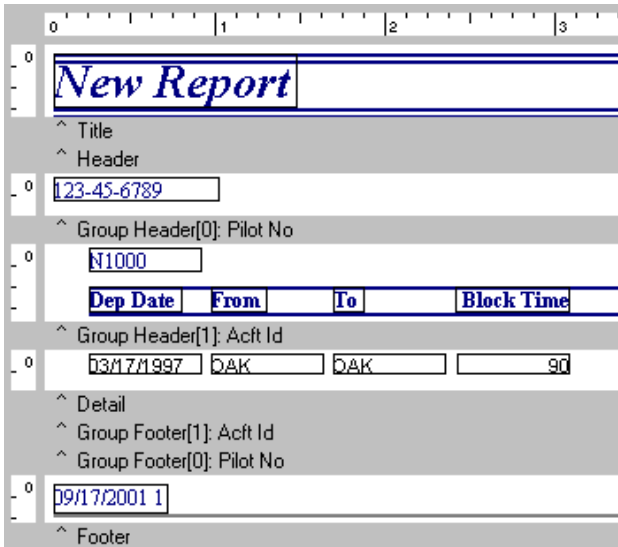 0 1 2 3
0
New Report
^ Title
^ Header
0
123-45-6789
^ Group Header[0]: Pilot No
0
N1000
Dep Date From To Block Time
^ Group Header[1]: Acft Id
0
03/17/1997 OAK OAK 90
^ Detail
^ Group Footer[1]: Acft Id
^ Group Footer[0]: Pilot No
0
09/17/2001 1
^ Footer